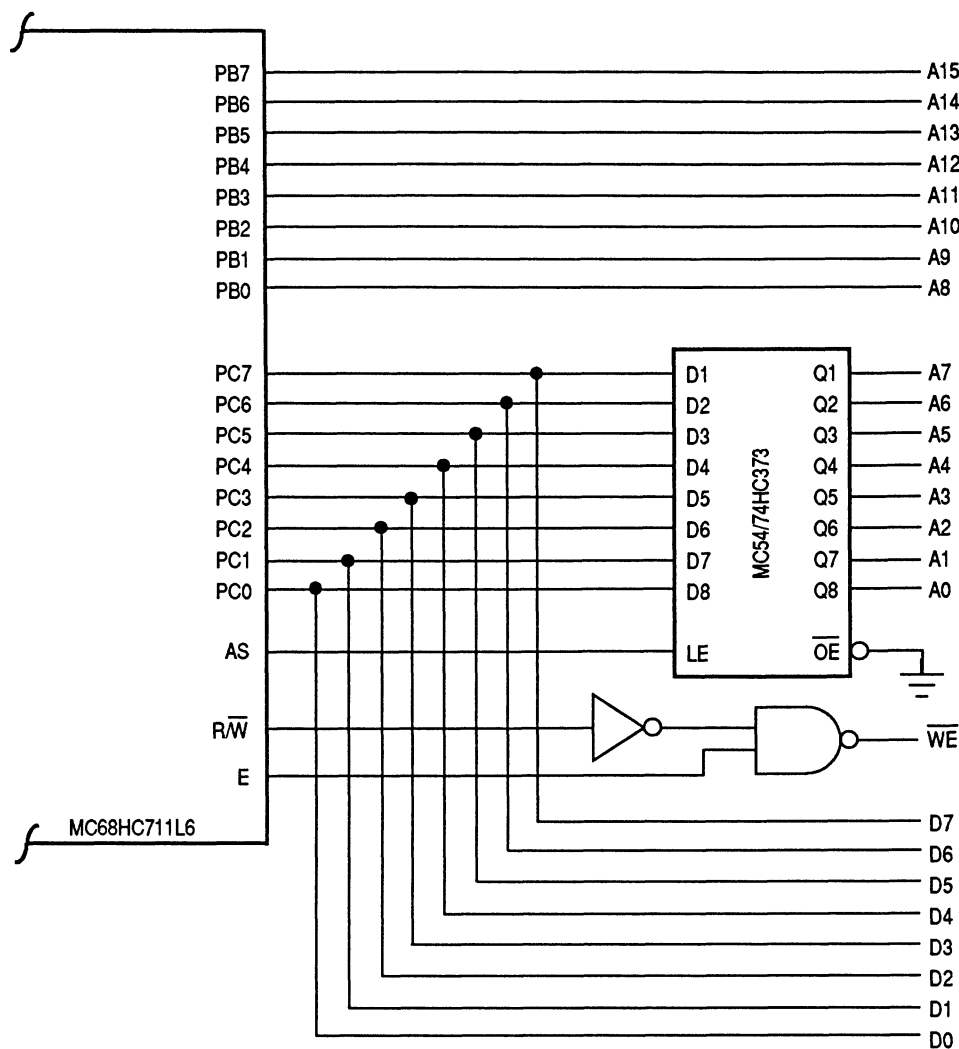 PB7 A15
PB6 A14
PB5 A13
PB4 A12
PB3 A11
PB2 A10
PB1 A9
PB0 A8
PC7 D1 Q1 A7
PC6 D2 Q2 A6
PC5 D3 Q3 A5
PC4 D4 Q4 A4
PC3 D5 Q5 A3
PC2 D6 Q6 A2
PC1 D7 Q7 A1
PC0 D8 Q8 A0
MC54/74HC373
AS LE O̅E̅
R/W̅ W̅E̅
E
MC68HC711L6
D7
D6
D5
D4
D3
D2
D1
D0